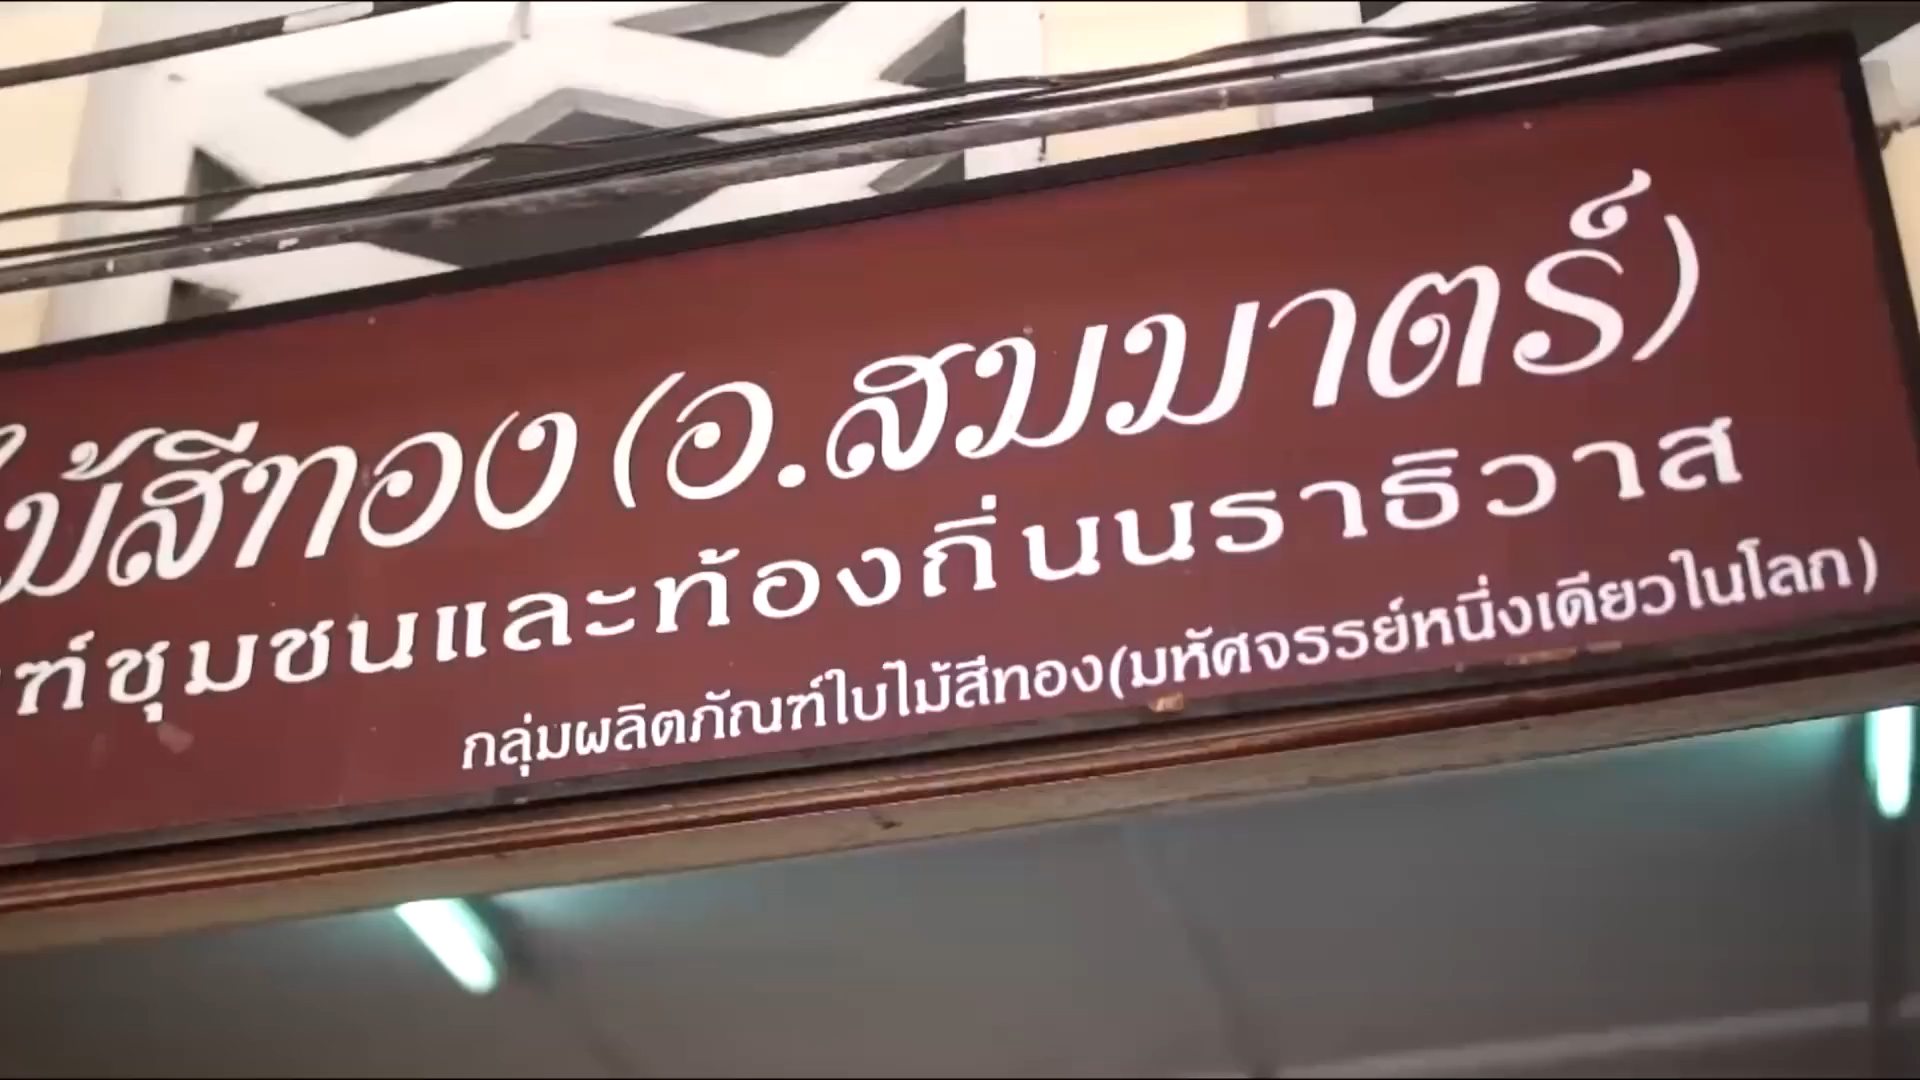 ไม้สีทอง (อ.สมมาตร์)
ฑ์ชุมชนและท้องถิ่นนราธิวาส
กลุ่มผลิตภัณฑ์ใบไม้สีทอง(มหัศจรรย์หนึ่งเดียวในโลก)